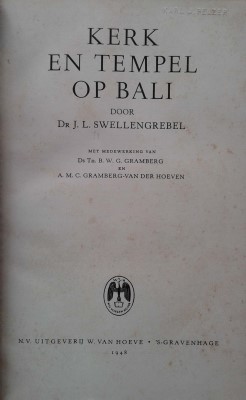 KERK
EN TEMPEL
OP BALI
DOOR
DR J. L. SWELLENGREBEL
MET MEDEWERKING VAN
DS TH. B. W. G. GRAMBERG
EN
A. M. C. GRAMBERG-VAN DER HOEVEN
N.V. UITGEVERIJ W. VAN HOEVE · 'S-GRAVENHAGE
1948